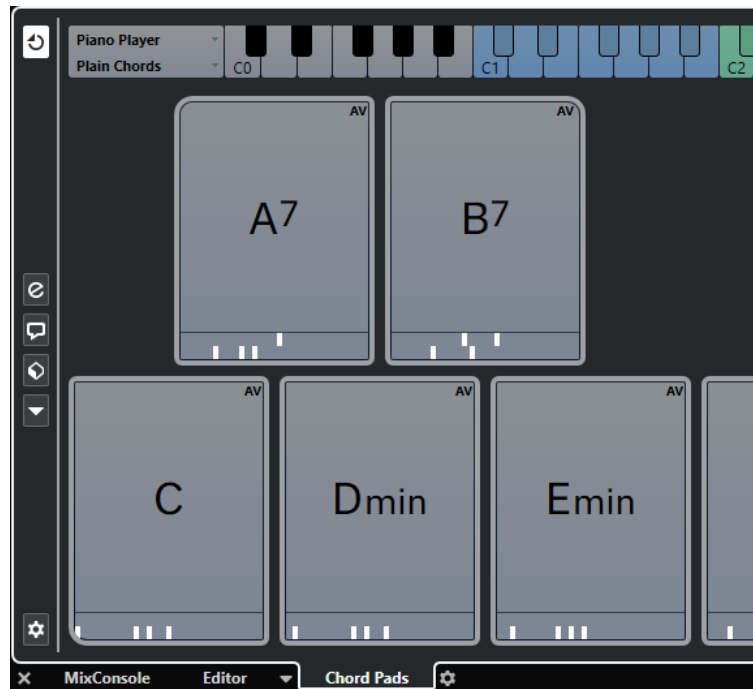 Piano Player
Plain Chords
C0
C1
C2
AV
A7
AV
B7
AV
C
AV
Dmin
AV
Emin
MixConsole
Editor
Chord Pads